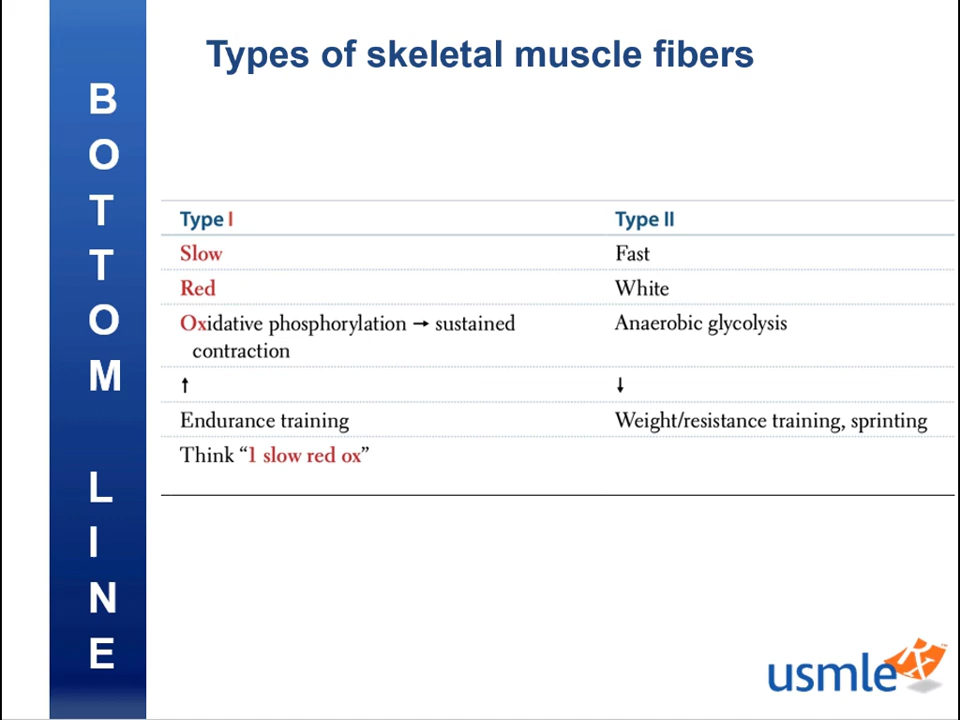 Types of skeletal muscle fibers
BOTTOM LINE
Type I Type II
Slow Fast
Red White
Oxidative phosphorylation → sustained Anaerobic glycolysis
contraction
↑ ↓
Endurance training Weight/resistance training, sprinting
Think “1 slow red ox”
usmle Rx